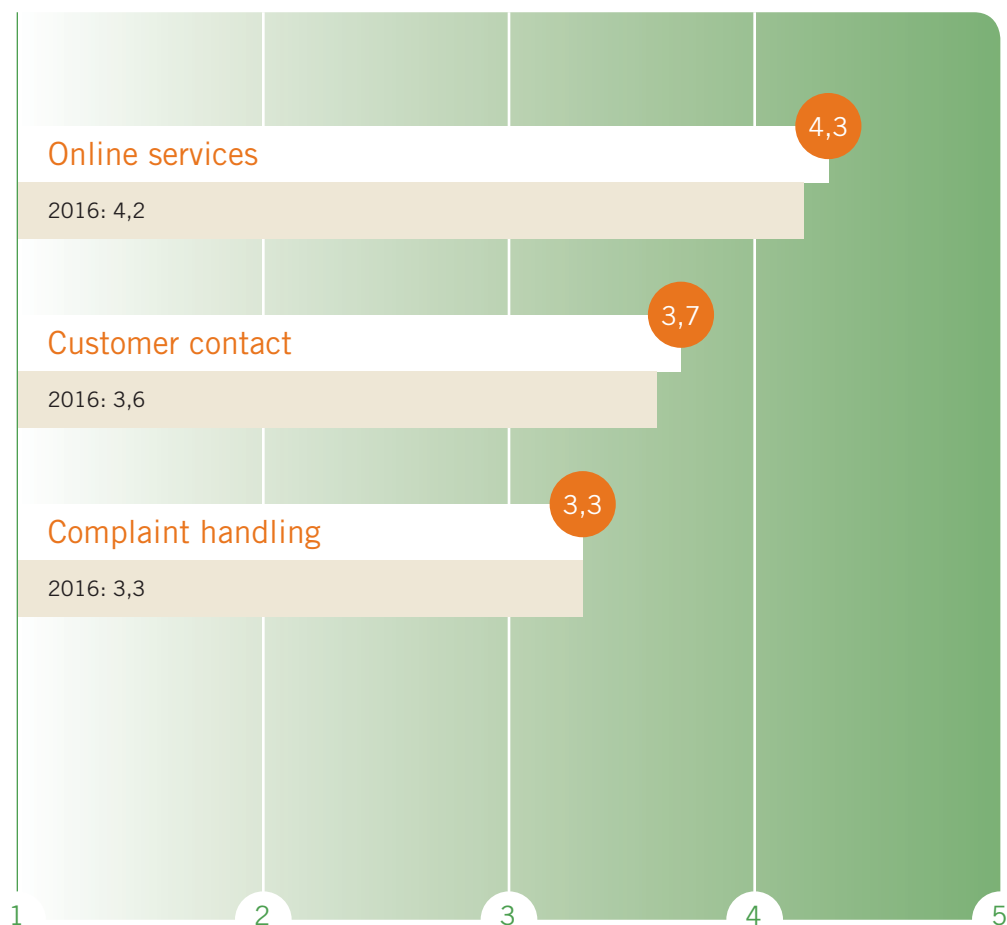 4,3
Online services
2016: 4,2
3,7
Customer contact
2016: 3,6
3,3
Complaint handling
2016: 3,3
1 2 3 4 5